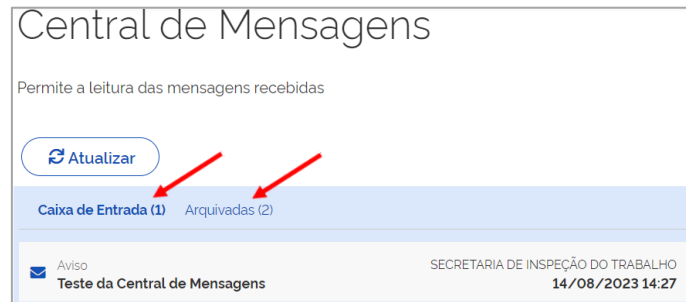 Central de Mensagens
Permite a leitura das mensagens recebidas
Atualizar
Caixa de Entrada (1) Arquivadas (2)
Aviso SECRETARIA DE INSPEÇÃO DO TRABALHO
Teste da Central de Mensagens 14/08/2023 14:27